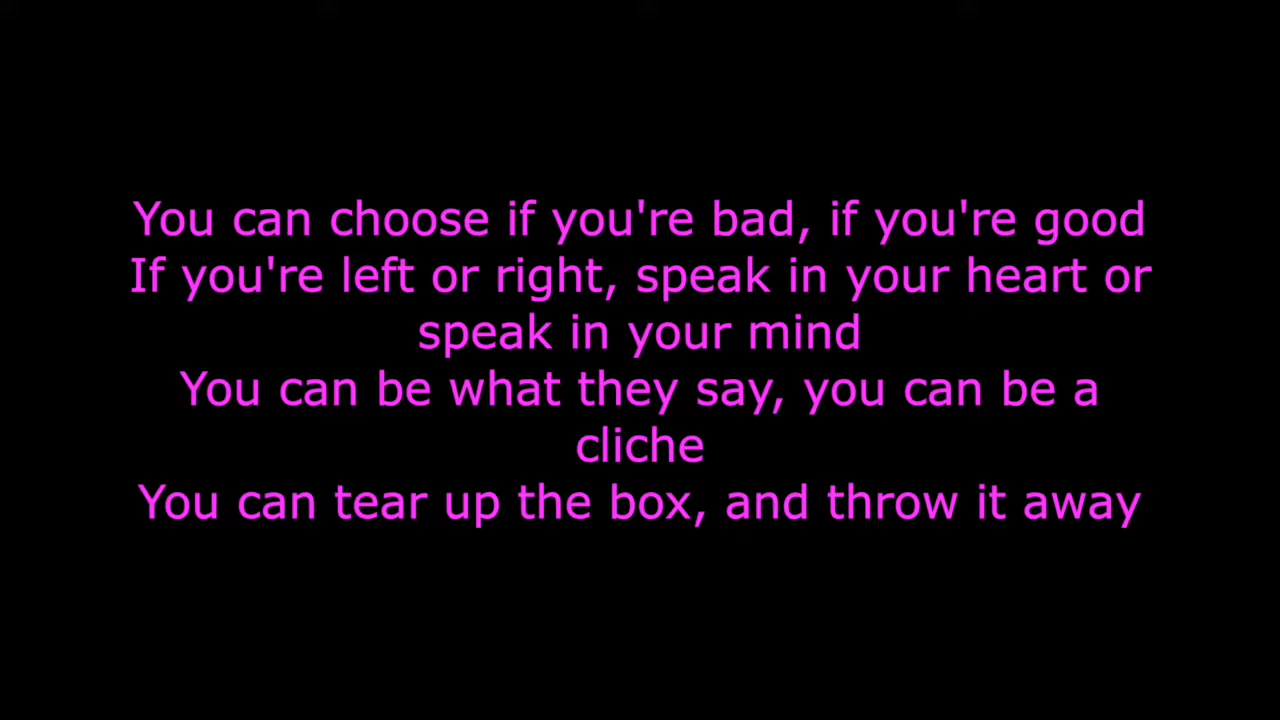 You can choose if you're bad, if you're good
If you're left or right, speak in your heart or
speak in your mind
You can be what they say, you can be a
cliche
You can tear up the box, and throw it away